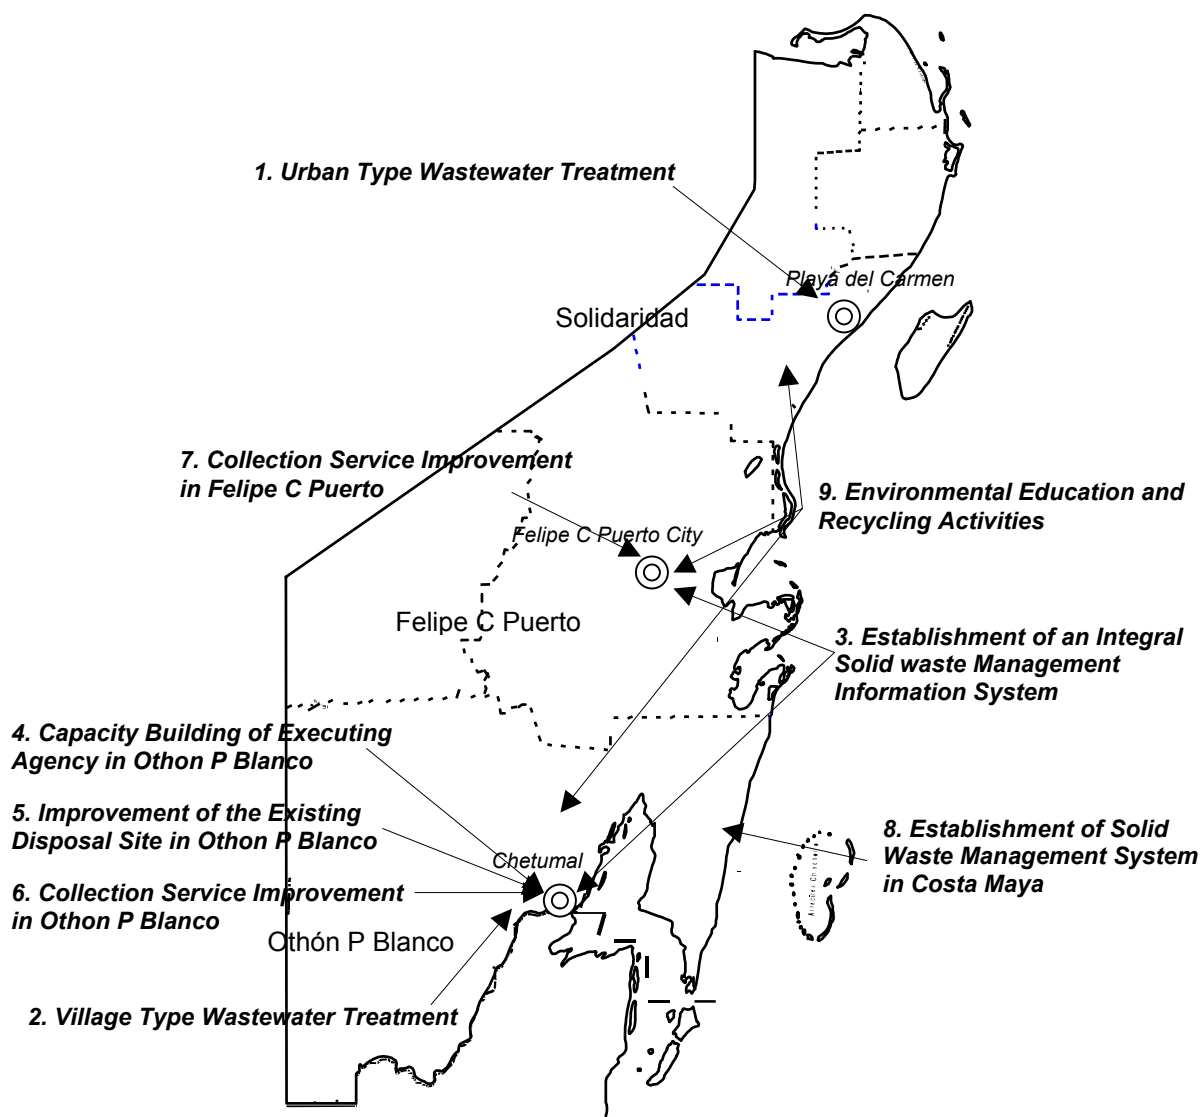 1. Urban Type Wastewater Treatment
Playa del Carmen
Solidaridad
7. Collection Service Improvement
in Felipe C Puerto
9. Environmental Education and
Recycling Activities
Felipe C Puerto City
Felipe C Puerto
3. Establishment of an Integral
Solid waste Management
Information System
4. Capacity Building of Executing
Agency in Othon P Blanco
5. Improvement of the Existing
Disposal Site in Othon P Blanco
8. Establishment of Solid
Waste Management System
in Costa Maya
Chetumal
6. Collection Service Improvement
in Othon P Blanco
Othón P Blanco
2. Village Type Wastewater Treatment